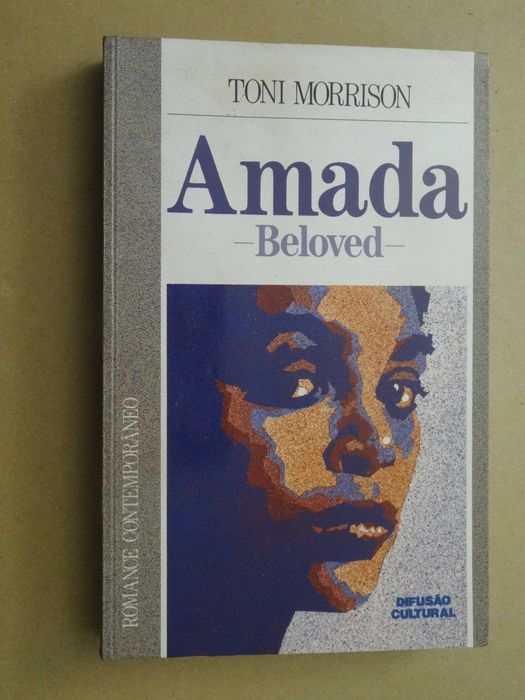 TONI MORRISON
Amada
—Beloved—
ROMANCE CONTEMPORÂNEO
DIFUSÃO
CULTURAL